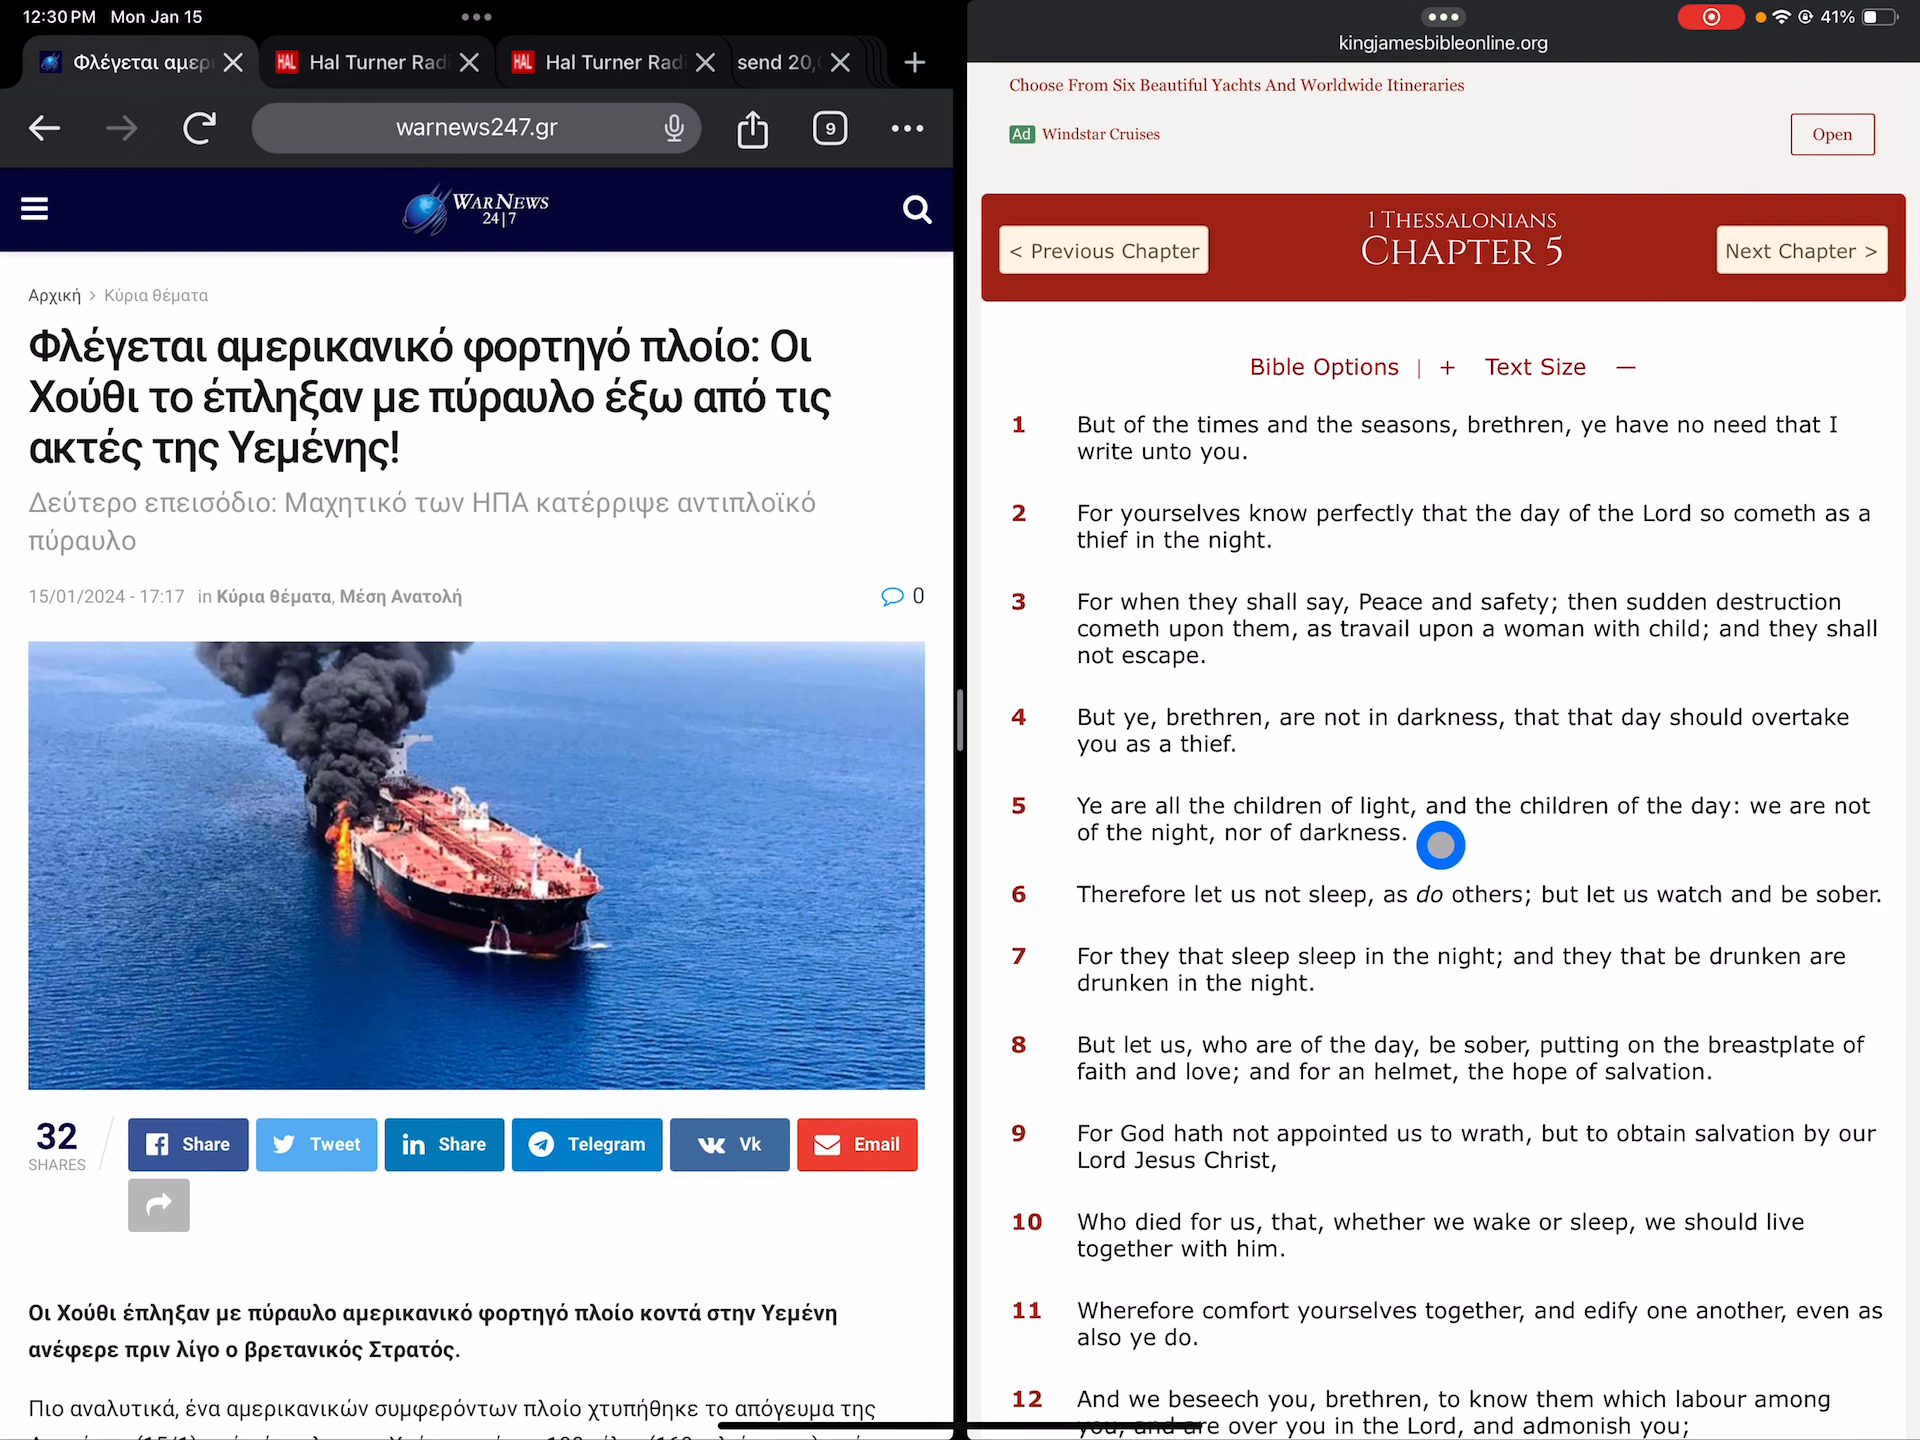 12:30 PM Mon Jan 15
41%
kingjamesbibleonline.org
Φλέγεται αμερι
HAL Hal Turner Radi
HAL Hal Turner Radi
send 20,
warnews247.gr
9
WAR NEWS
24|7
Αρχική > Κύρια θέματα
Φλέγεται αμερικανικό φορτηγό πλοίο: Οι
Χούθι το έπληξαν με πύραυλο έξω από τις
ακτές της Υεμένης!
Δεύτερο επεισόδιο: Μαχητικό των ΗΠΑ κατέρριψε αντιπλοϊκό
πύραυλο
15/01/2024 - 17:17 in Κύρια θέματα, Μέση Ανατολή
0
32
SHARES
Share
Tweet
Share
Telegram
Vk
Email
Οι Χούθι έπληξαν με πύραυλο αμερικανικό φορτηγό πλοίο κοντά στην Υεμένη
ανέφερε πριν λίγο ο βρετανικός Στρατός.
Πιο αναλυτικά, ένα αμερικανικών συμφερόντων πλοίο χτυπήθηκε το απόγευμα της
Choose From Six Beautiful Yachts And Worldwide Itineraries
Ad Windstar Cruises
Open
< Previous Chapter
1 THESSALONIANS
CHAPTER 5
Next Chapter >
Bible Options | + Text Size —
1 But of the times and the seasons, brethren, ye have no need that I
write unto you.
2 For yourselves know perfectly that the day of the Lord so cometh as a
thief in the night.
3 For when they shall say, Peace and safety; then sudden destruction
cometh upon them, as travail upon a woman with child; and they shall
not escape.
4 But ye, brethren, are not in darkness, that that day should overtake
you as a thief.
5 Ye are all the children of light, and the children of the day: we are not
of the night, nor of darkness.
6 Therefore let us not sleep, as do others; but let us watch and be sober.
7 For they that sleep sleep in the night; and they that be drunken are
drunken in the night.
8 But let us, who are of the day, be sober, putting on the breastplate of
faith and love; and for an helmet, the hope of salvation.
9 For God hath not appointed us to wrath, but to obtain salvation by our
Lord Jesus Christ,
10 Who died for us, that, whether we wake or sleep, we should live
together with him.
11 Wherefore comfort yourselves together, and edify one another, even as
also ye do.
12 And we beseech you, brethren, to know them which labour among
you, and are over you in the Lord, and admonish you;